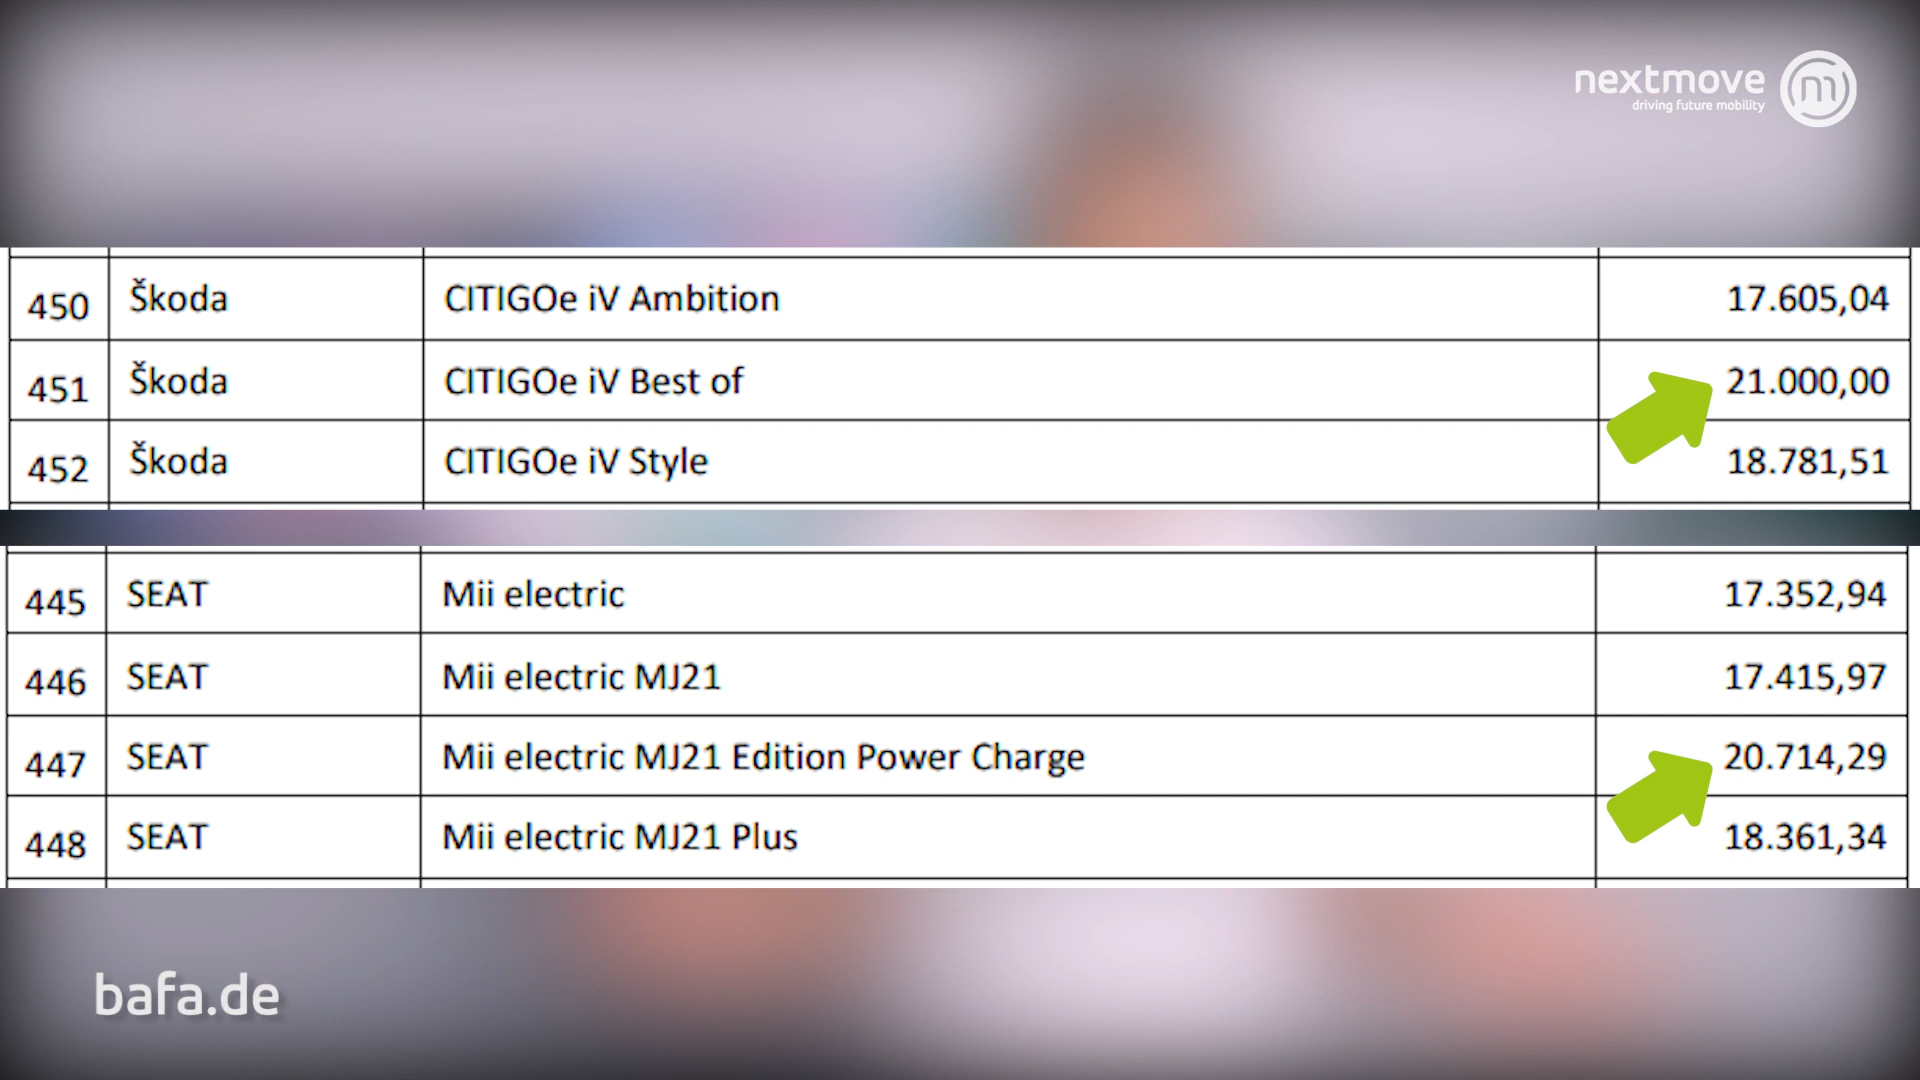 nextmove
driving future mobility
450 Škoda CITIGOe iV Ambition 17.605,04
451 Škoda CITIGOe iV Best of 21.000,00
452 Škoda CITIGOe iV Style 18.781,51
445 SEAT Mii electric 17.352,94
446 SEAT Mii electric MJ21 17.415,97
447 SEAT Mii electric MJ21 Edition Power Charge 20.714,29
448 SEAT Mii electric MJ21 Plus 18.361,34
bafa.de